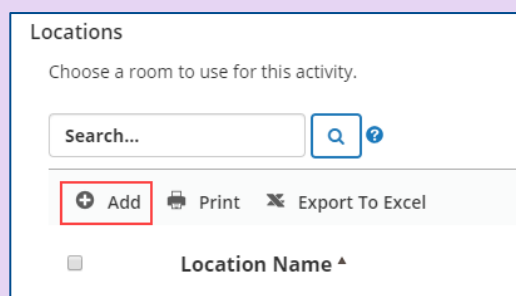 Locations
Choose a room to use for this activity.
Search...
Add Print Export To Excel
Location Name